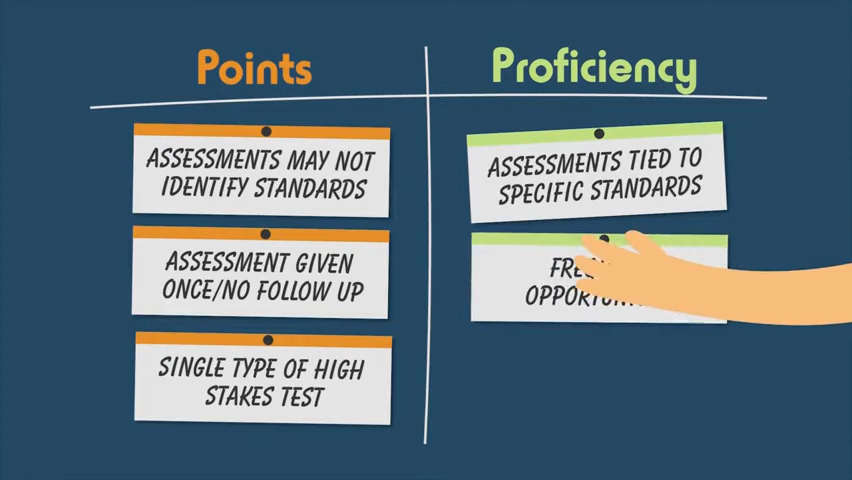 Points
ASSESSMENTS MAY NOT
IDENTIFY STANDARDS
ASSESSMENT GIVEN
ONCE/NO FOLLOW UP
SINGLE TYPE OF HIGH
STAKES TEST
Proficiency
ASSESSMENTS TIED TO
SPECIFIC STANDARDS